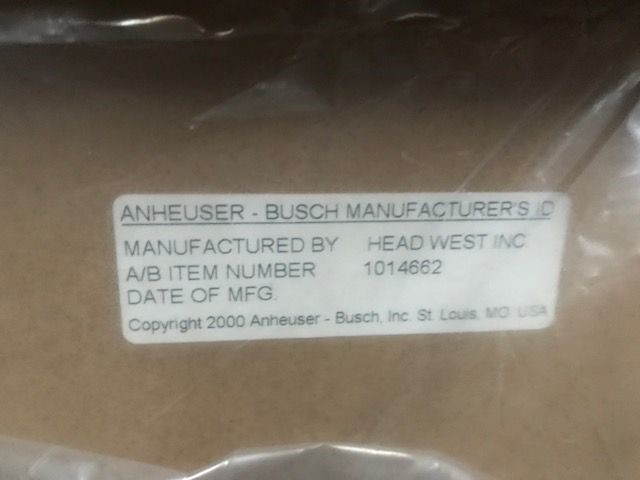 ANHEUSER - BUSCH MANUFACTURER'S ID
MANUFACTURED BY HEAD WEST INC
A/B ITEM NUMBER 1014662
DATE OF MFG.
Copyright 2000 Anheuser - Busch, Inc. St. Louis, MO. USA